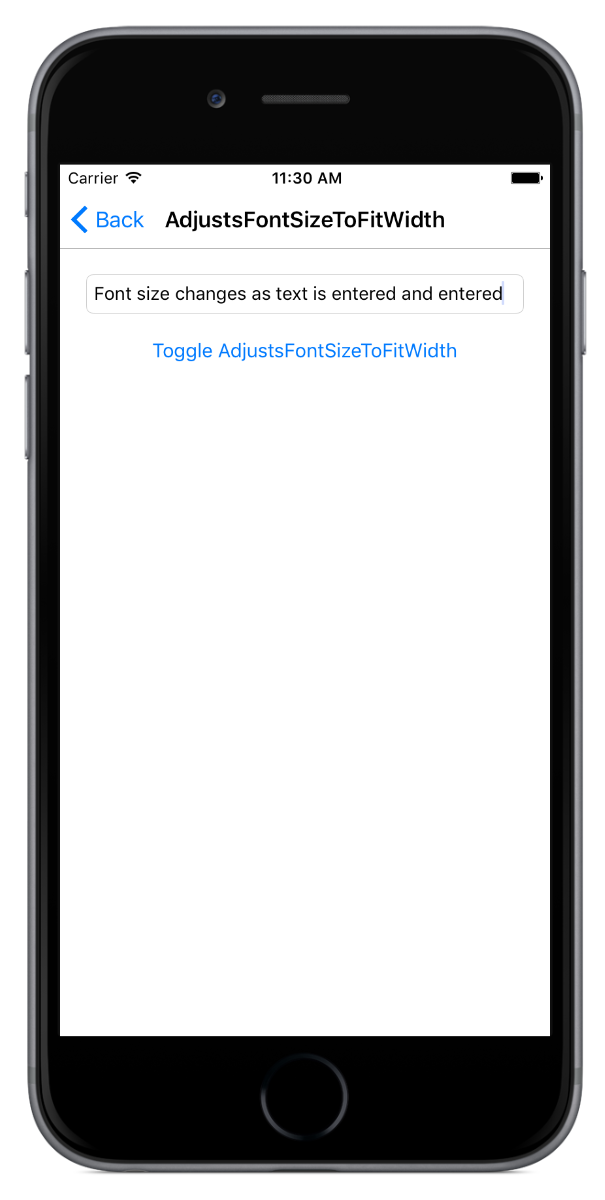 Carrier 11:30 AM
Back AdjustsFontSizeToFitWidth
Font size changes as text is entered and entered
Toggle AdjustsFontSizeToFitWidth